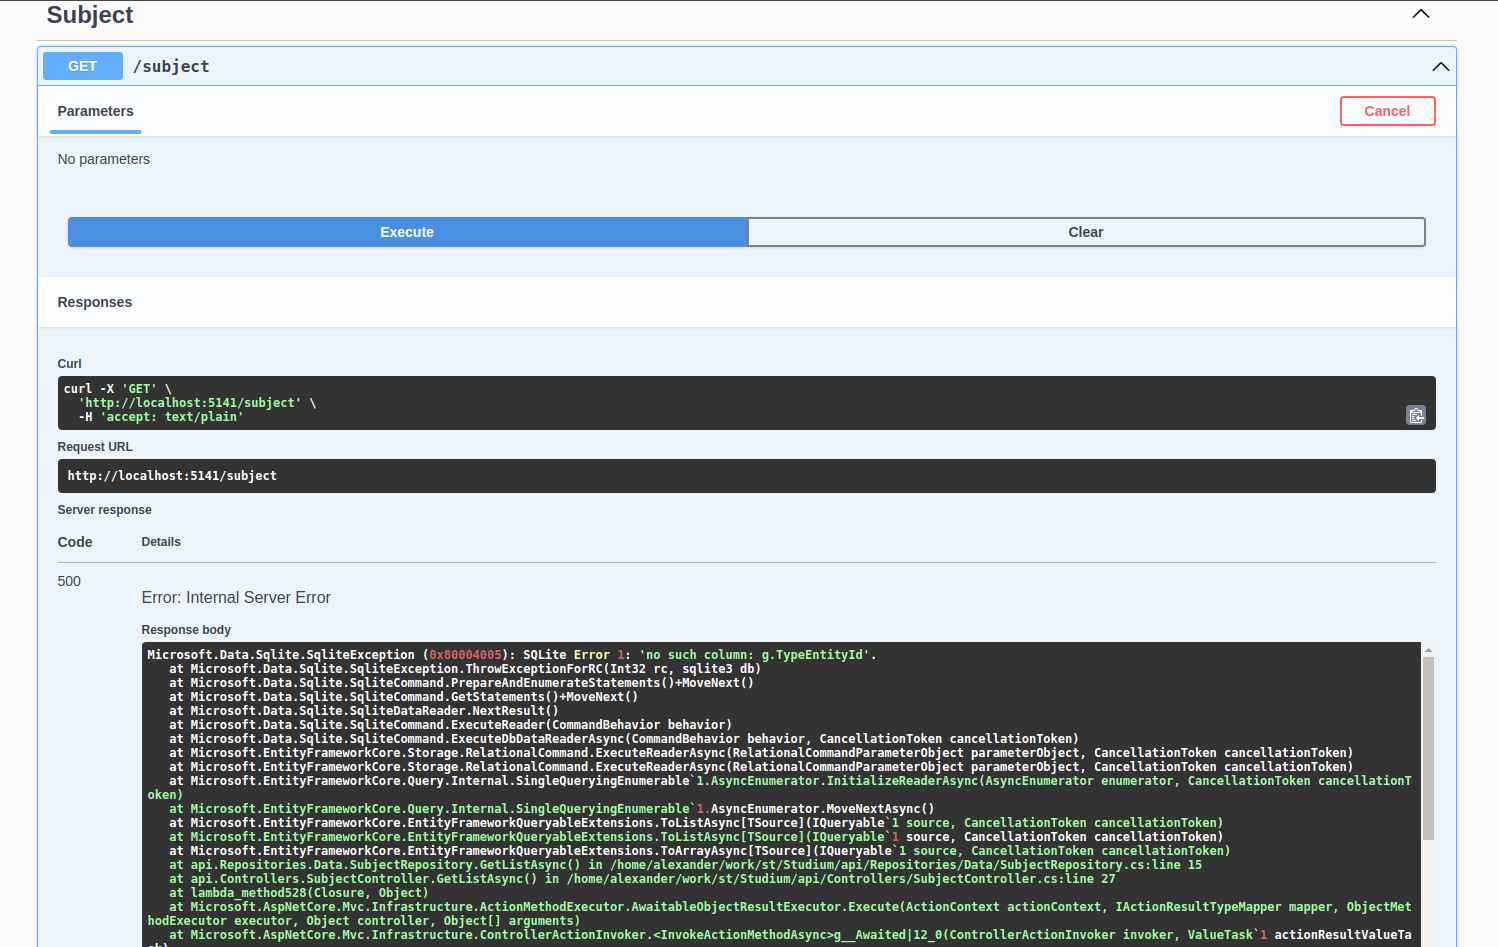 Subject
GET /subject
Parameters
Cancel
No parameters
Execute
Clear
Responses
Curl
curl -X 'GET' \
  'http://localhost:5141/subject' \
  -H 'accept: text/plain'
Request URL
http://localhost:5141/subject
Server response
Code Details
500
Error: Internal Server Error
Response body
Microsoft.Data.Sqlite.SqliteException (0x80004005): SQLite Error 1: 'no such column: g.TypeEntityId'.
   at Microsoft.Data.Sqlite.SqliteException.ThrowExceptionForRC(Int32 rc, sqlite3 db)
   at Microsoft.Data.Sqlite.SqliteCommand.PrepareAndEnumerateStatements()+MoveNext()
   at Microsoft.Data.Sqlite.SqliteCommand.GetStatements()+MoveNext()
   at Microsoft.Data.Sqlite.SqliteDataReader.NextResult()
   at Microsoft.Data.Sqlite.SqliteCommand.ExecuteReader(CommandBehavior behavior)
   at Microsoft.Data.Sqlite.SqliteCommand.ExecuteDbDataReaderAsync(CommandBehavior behavior, CancellationToken cancellationToken)
   at Microsoft.EntityFrameworkCore.Storage.RelationalCommand.ExecuteReaderAsync(RelationalCommandParameterObject parameterObject, CancellationToken cancellationToken)
   at Microsoft.EntityFrameworkCore.Storage.RelationalCommand.ExecuteReaderAsync(RelationalCommandParameterObject parameterObject, CancellationToken cancellationToken)
   at Microsoft.EntityFrameworkCore.Query.Internal.SingleQueryingEnumerable`1.AsyncEnumerator.InitializeReaderAsync(AsyncEnumerator enumerator, CancellationToken cancellationT
oken)
   at Microsoft.EntityFrameworkCore.Query.Internal.SingleQueryingEnumerable`1.AsyncEnumerator.MoveNextAsync()
   at Microsoft.EntityFrameworkCore.EntityFrameworkQueryableExtensions.ToListAsync[TSource](IQueryable`1 source, CancellationToken cancellationToken)
   at Microsoft.EntityFrameworkCore.EntityFrameworkQueryableExtensions.ToListAsync[TSource](IQueryable`1 source, CancellationToken cancellationToken)
   at Microsoft.EntityFrameworkCore.EntityFrameworkQueryableExtensions.ToArrayAsync[TSource](IQueryable`1 source, CancellationToken cancellationToken)
   at api.Repositories.Data.SubjectRepository.GetListAsync() in /home/alexander/work/st/Studium/api/Repositories/Data/SubjectRepository.cs:line 15
   at api.Controllers.SubjectController.GetListAsync() in /home/alexander/work/st/Studium/api/Controllers/SubjectController.cs:line 27
   at lambda_method528(Closure, Object)
   at Microsoft.AspNetCore.Mvc.Infrastructure.ActionMethodExecutor.AwaitableObjectResultExecutor.Execute(ActionContext actionContext, IActionResultTypeMapper mapper, ObjectMet
hodExecutor executor, Object controller, Object[] arguments)
   at Microsoft.AspNetCore.Mvc.Infrastructure.ControllerActionInvoker.<InvokeActionMethodAsync>g__Awaited|12_0(ControllerActionInvoker invoker, ValueTask`1 actionResultValueTa